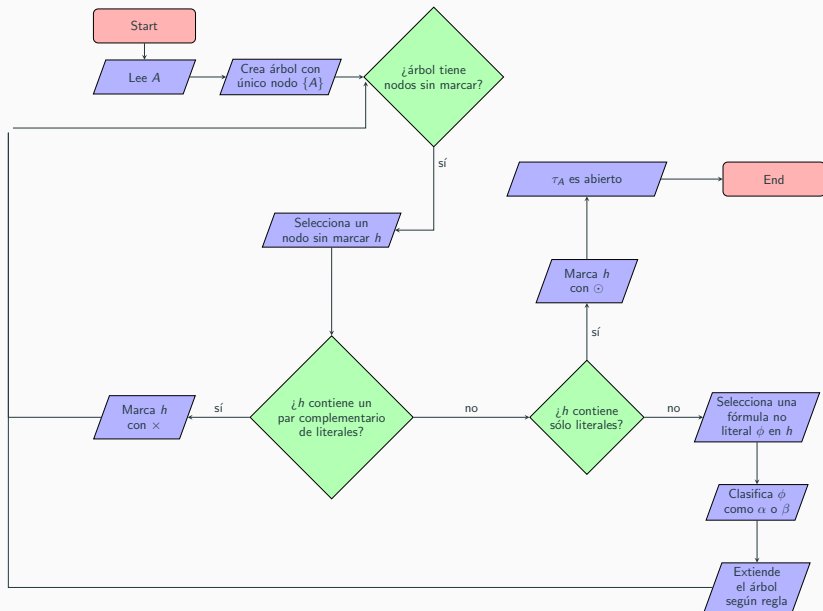 Start
Lee A
Crea árbol con
único nodo {A}
¿árbol tiene
nodos sin marcar?
sí
Selecciona un
nodo sin marcar h
τ_A es abierto
End
Marca h
con ⊙
sí
Marca h
con ×
sí
¿h contiene un
par complementario
de literales?
no
¿h contiene
sólo literales?
no
Selecciona una
fórmula no
literal ϕ en h
Clasifica ϕ
como α o β
Extiende
el árbol
según regla